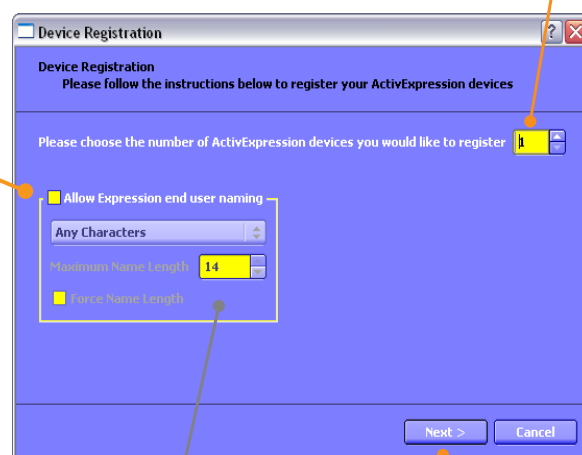 Device Registration
Device Registration
Please follow the instructions below to register your ActivExpression devices
Please choose the number of ActivExpression devices you would like to register 1
Allow Expression end user naming
Any Characters
Maximum Name Length 14
Force Name Length
Next > Cancel